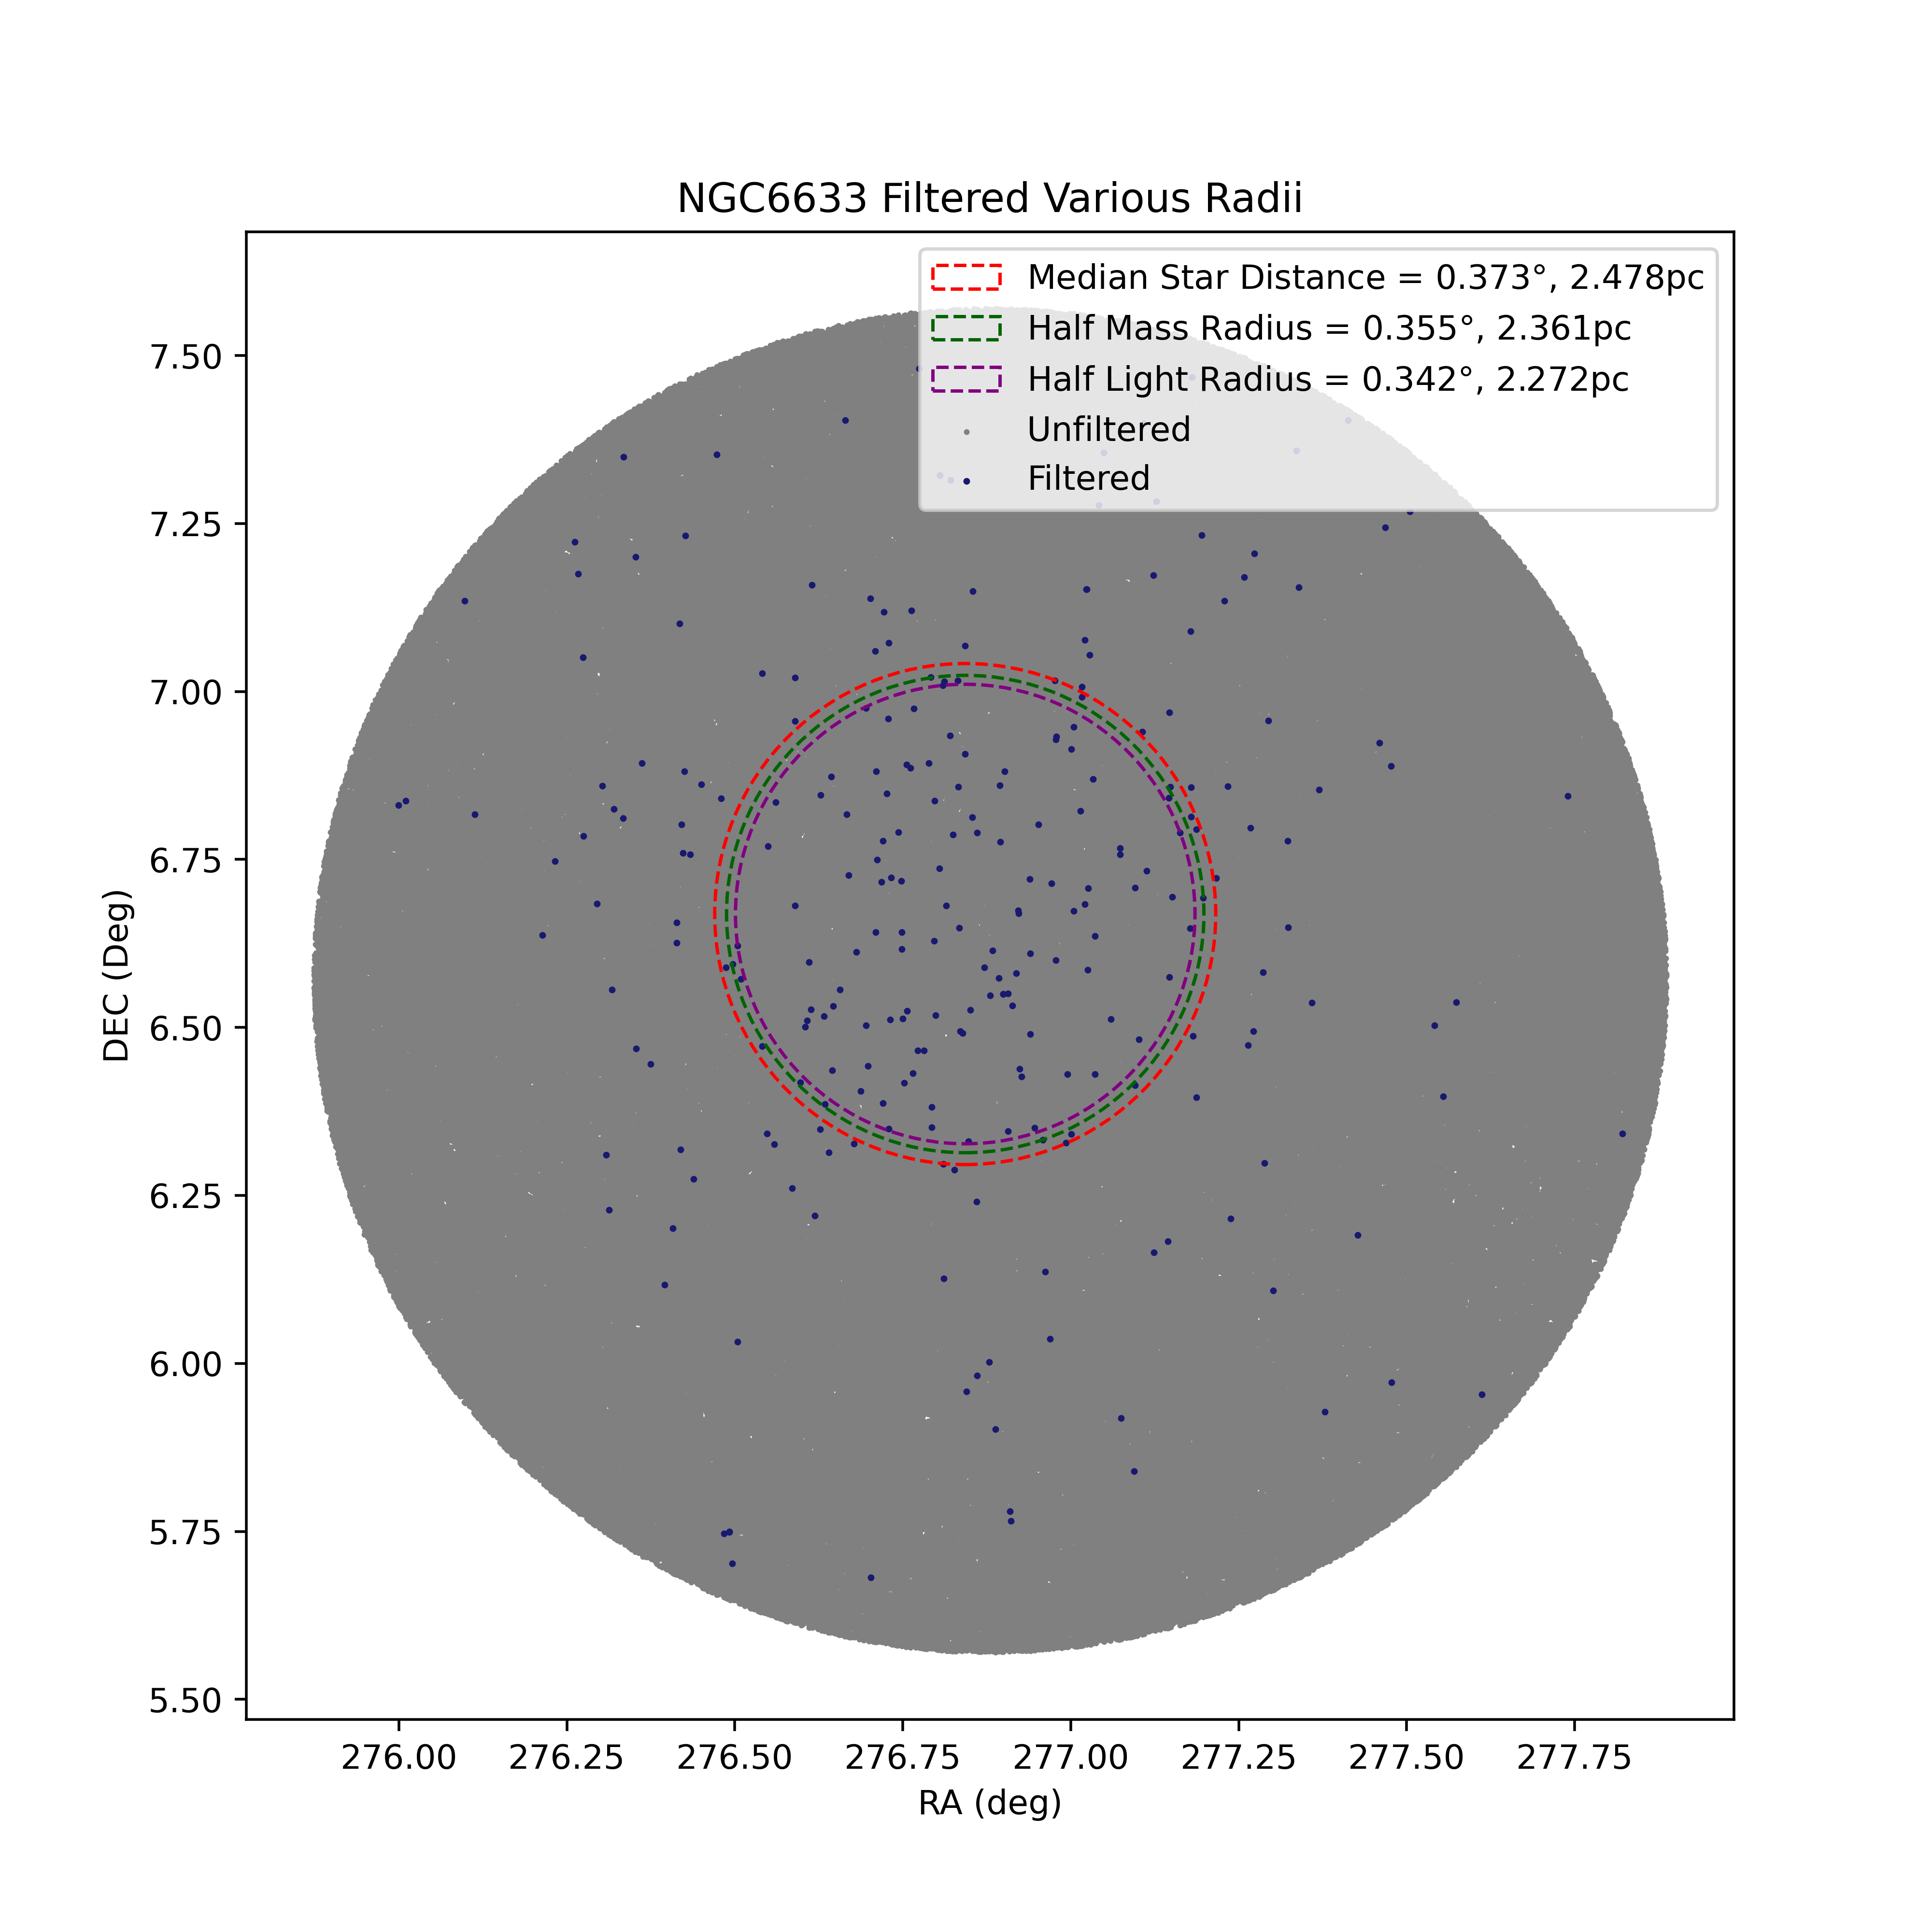 NGC6633 Filtered Various Radii
Median Star Distance = 0.373°, 2.478pc
Half Mass Radius = 0.355°, 2.361pc
Half Light Radius = 0.342°, 2.272pc
Unfiltered
Filtered
7.50
7.25
7.00
6.75
6.50
6.25
6.00
5.75
5.50
DEC (Deg)
276.00 276.25 276.50 276.75 277.00 277.25 277.50 277.75
RA (deg)